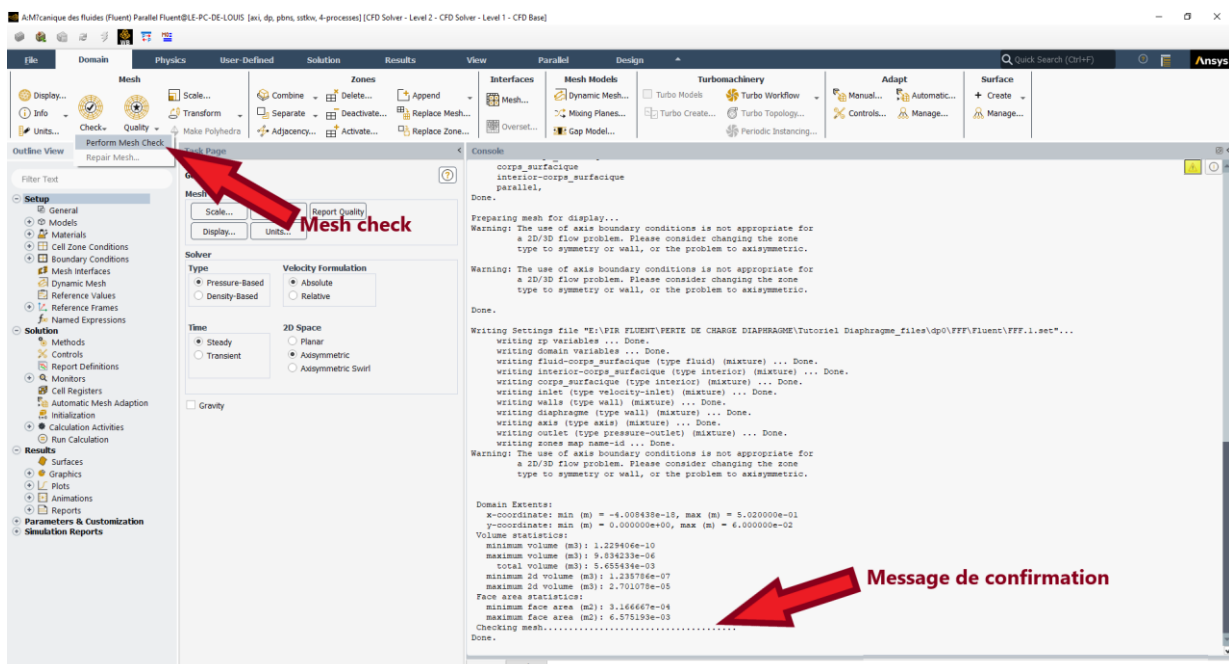 A:M?canique des fluides (Fluent) Parallel Fluent@LE-PC-DE-LOUIS [axi, dp, pbns, sstkw, 4-processes] [CFD Solver - Level 2 - CFD Solver - Level 1 - CFD Base]
File Domain Physics User-Defined Solution Results View Parallel Design Quick Search (Ctrl+F) Ansys
Mesh Zones Interfaces Mesh Models Turbomachinery Adapt Surface
Display... Scale... Combine Delete... Append Mesh... Dynamic Mesh... Turbo Models Turbo Workflow Manual... Automatic... + Create
Info Transform Separate Deactivate... Replace Mesh... Mixing Planes... Turbo Create... Turbo Topology... Controls... Manage... Manage...
Units... Check Quality Make Polyhedra Adjacency... Activate... Replace Zone... Overset... Gap Model... Periodic Instancing...
Perform Mesh Check
Repair Mesh...
Outline View
Filter Text
Setup
General
Models
Materials
Cell Zone Conditions
Boundary Conditions
Mesh Interfaces
Dynamic Mesh
Reference Values
Reference Frames
Named Expressions
Solution
Methods
Controls
Report Definitions
Monitors
Cell Registers
Automatic Mesh Adaption
Initialization
Calculation Activities
Run Calculation
Results
Surfaces
Graphics
Plots
Animations
Reports
Parameters & Customization
Simulation Reports
Task Page
Mesh
Scale... Report Quality
Display... Units...
Mesh check
Solver
Type Velocity Formulation
Pressure-Based Absolute
Density-Based Relative
Time 2D Space
Steady Planar
Transient Axisymmetric
Axisymmetric Swirl
Gravity
Console
corps_surfacique
interior-corps_surfacique
parallel,
Done.
Preparing mesh for display...
Warning: The use of axis boundary conditions is not appropriate for
a 2D/3D flow problem. Please consider changing the zone
type to symmetry or wall, or the problem to axisymmetric.
Warning: The use of axis boundary conditions is not appropriate for
a 2D/3D flow problem. Please consider changing the zone
type to symmetry or wall, or the problem to axisymmetric.
Done.
Writing Settings file "E:\PIR FLUENT\PERTE DE CHARGE DIAPHRAGME\Tutoriel Diaphragme_files\dp0\FFF\Fluent\FFF.1.set"...
writing rp variables ... Done.
writing domain variables ... Done.
writing fluid-corps_surfacique (type fluid) (mixture) ... Done.
writing interior-corps_surfacique (type interior) (mixture) ... Done.
writing corps_surfacique (type interior) (mixture) ... Done.
writing inlet (type velocity-inlet) (mixture) ... Done.
writing walls (type wall) (mixture) ... Done.
writing diaphragme (type wall) (mixture) ... Done.
writing axis (type axis) (mixture) ... Done.
writing outlet (type pressure-outlet) (mixture) ... Done.
writing zones map name-id ... Done.
Warning: The use of axis boundary conditions is not appropriate for
a 2D/3D flow problem. Please consider changing the zone
type to symmetry or wall, or the problem to axisymmetric.
Domain Extents:
x-coordinate: min (m) = -4.008438e-18, max (m) = 5.020000e-01
y-coordinate: min (m) = 0.000000e+00, max (m) = 6.000000e-02
Volume statistics:
minimum volume (m3): 1.229406e-10
maximum volume (m3): 9.834233e-06
total volume (m3): 5.655434e-03
minimum 2d volume (m3): 1.235786e-07
maximum 2d volume (m3): 2.701078e-05
Face area statistics:
minimum face area (m2): 3.166667e-04
maximum face area (m2): 6.575193e-03
Checking mesh.....................................
Done.
Message de confirmation